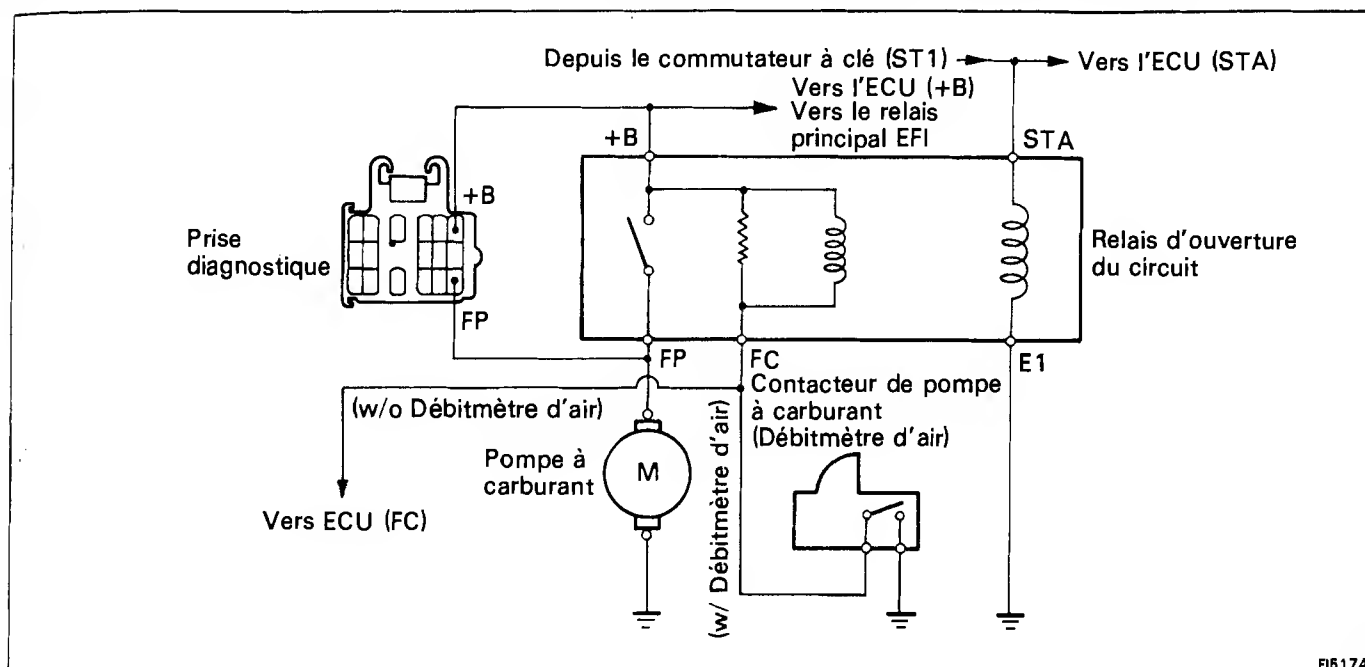 Depuis le commutateur à clé (ST1)
Vers l'ECU (STA)
Vers l'ECU (+B)
Vers le relais
principal EFI
+B
STA
+B
Prise
diagnostique
Relais d'ouverture
du circuit
FP
FP
FC
E1
(w/o Débitmètre d'air)
(w/ Débitmètre d'air)
Contacteur de pompe
à carburant
(Débitmètre d'air)
Pompe à
carburant
M
Vers ECU (FC)
FI5174